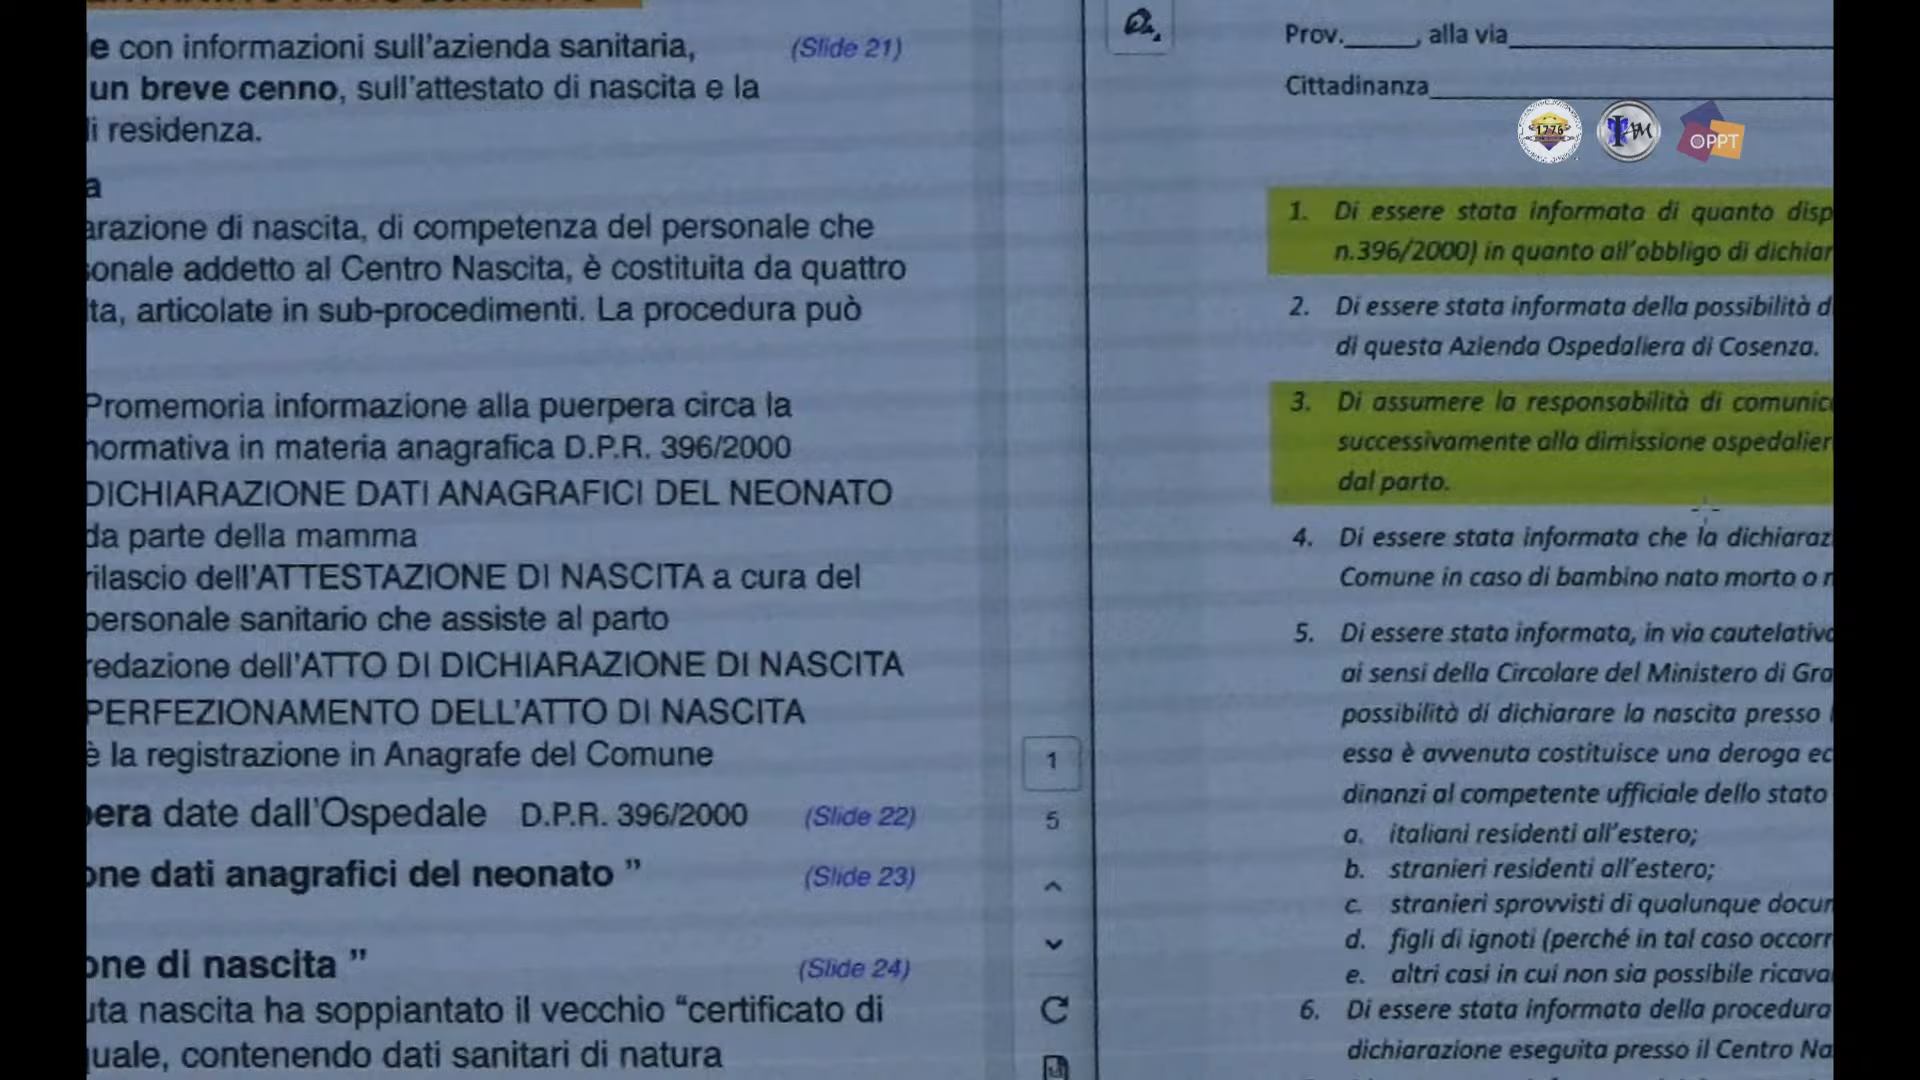 e con informazioni sull'azienda sanitaria, (Slide 21)
un breve cenno, sull'attestato di nascita e la
di residenza.
a
arazione di nascita, di competenza del personale che
sonale addetto al Centro Nascita, è costituita da quattro
lta, articolate in sub-procedimenti. La procedura può
Promemoria informazione alla puerpera circa la
normativa in materia anagrafica D.P.R. 396/2000
DICHIARAZIONE DATI ANAGRAFICI DEL NEONATO
da parte della mamma
rilascio dell'ATTESTAZIONE DI NASCITA a cura del
personale sanitario che assiste al parto
redazione dell'ATTO DI DICHIARAZIONE DI NASCITA
PERFEZIONAMENTO DELL'ATTO DI NASCITA
è la registrazione in Anagrafe del Comune
pera date dall'Ospedale D.P.R. 396/2000 (Slide 22)
one dati anagrafici del neonato ” (Slide 23)
one di nascita ” (Slide 24)
uta nascita ha soppiantato il vecchio “certificato di
quale, contenendo dati sanitari di natura
1
5
Prov._____, alla via
Cittadinanza
1776
OPPT
1. Di essere stata informata di quanto disp
n.396/2000) in quanto all'obbligo di dichiar
2. Di essere stata informata della possibilità d
di questa Azienda Ospedaliera di Cosenza.
3. Di assumere la responsabilità di comunic
successivamente alla dimissione ospedalier
dal parto.
4. Di essere stata informata che la dichiaraz
Comune in caso di bambino nato morto o
5. Di essere stata informata, in via cautelativa
ai sensi della Circolare del Ministero di Gra
possibilità di dichiarare la nascita presso
essa è avvenuta costituisce una deroga ec
dinanzi al competente ufficiale dello stato
a. italiani residenti all'estero;
b. stranieri residenti all'estero;
c. stranieri sprovvisti di qualunque docum
d. figli di ignoti (perché in tal caso occorr
e. altri casi in cui non sia possibile ricava
6. Di essere stata informata della procedura
dichiarazione eseguita presso il Centro Na